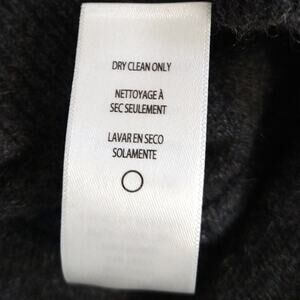 DRY CLEAN ONLY
NETTOYAGE À
SEC SEULEMENT
LAVAR EN SECO
SOLAMENTE